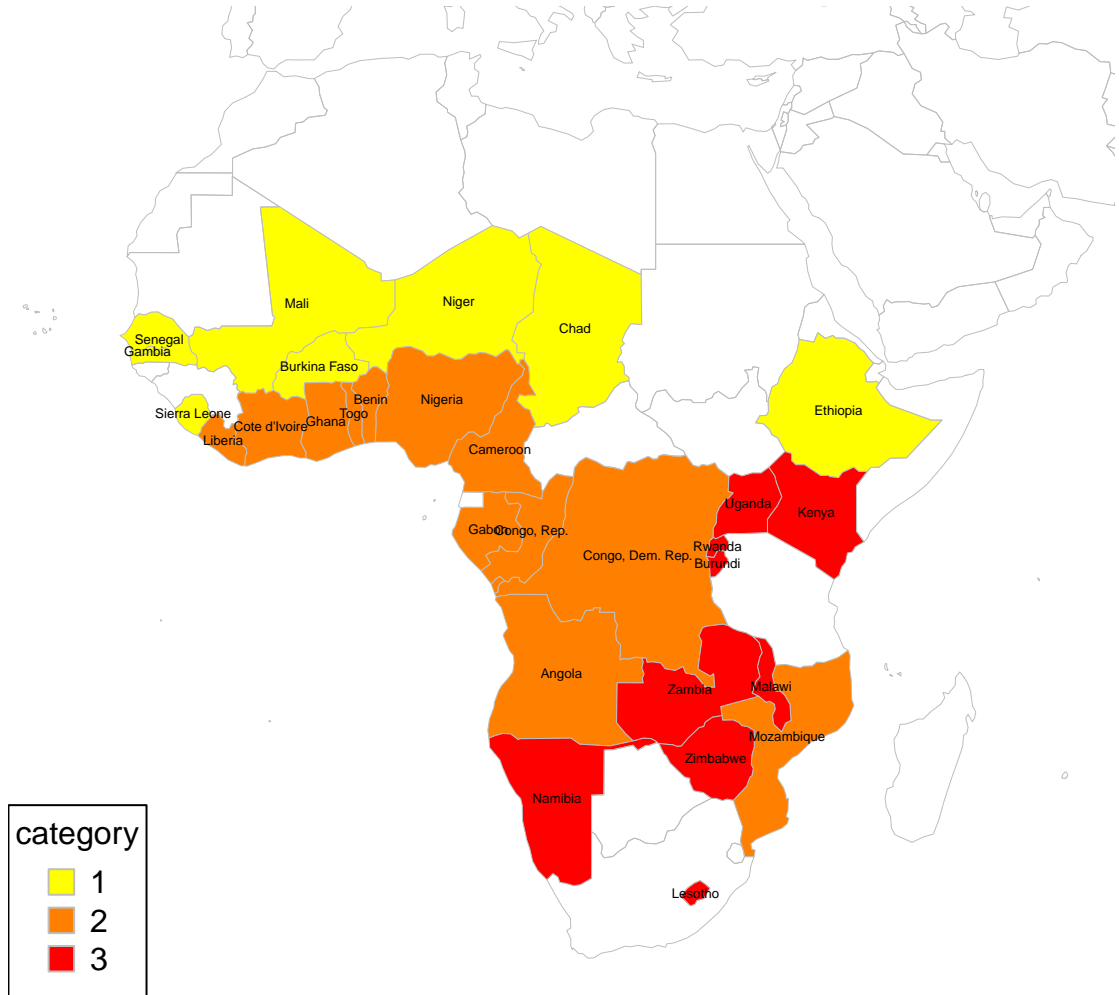 Mali
Niger
Chad
Senegal
Gambia
Burkina Faso
Sierra Leone
Liberia
Cote d'Ivoire
Ghana
Togo
Benin
Nigeria
Cameroon
Ethiopia
Gabon
Congo, Rep.
Congo, Dem. Rep.
Uganda
Kenya
Rwanda
Burundi
Angola
Zambia
Malawi
Mozambique
Zimbabwe
Namibia
Lesotho
category
1
2
3